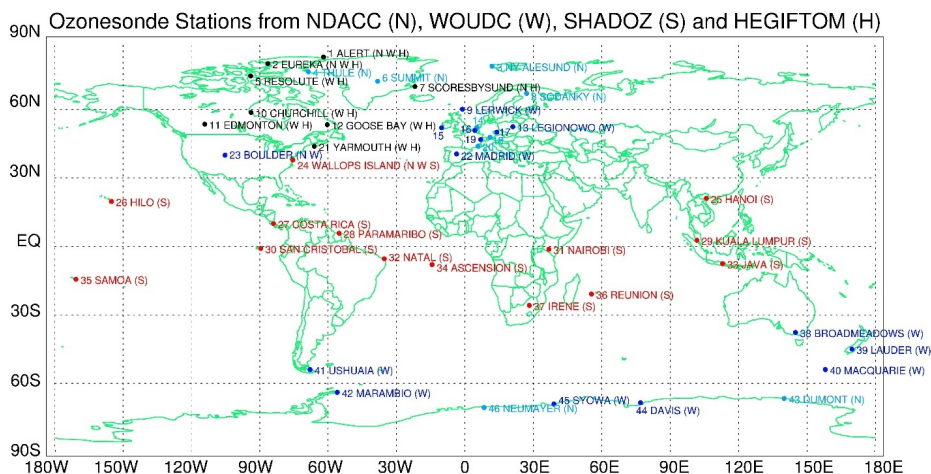 Ozonesonde Stations from NDACC (N), WOUDC (W), SHADOZ (S) and HEGIFTOM (H)
90N
1 ALERT (N W H)
2 EUREKA (N W H)
3 NY-ALESUND (N)
4 THULE (N)
5 RESOLUTE (W H)
6 SUMMIT (N)
7 SCORESBYSUND (N H)
8 SODANKY (N)
60N
9 LERWICK (W)
10 CHURCHILL (W H)
11 EDMONTON (W H)
12 GOOSE BAY (W H)
13 LEGIONOWO (W)
14
15
16
17
19
21 YARMOUTH (W H)
22 MADRID (W)
23 BOULDER (N W)
24 WALLOPS ISLAND (N W S)
30N
25 HANOI (S)
26 HILO (S)
27 COSTA RICA (S)
28 PARAMARIBO (S)
29 KUALA LUMPUR (S)
EQ
30 SAN CRISTOBAL (S)
31 NAIROBI (S)
32 NATAL (S)
33 JAVA (S)
34 ASCENSION (S)
35 SAMOA (S)
36 REUNION (S)
37 IRENE (S)
30S
38 BROADMEADOWS (W)
39 LAUDER (W)
40 MACQUARIE (W)
41 USHUAIA (W)
60S
42 MARAMBIO (W)
43 DUMONT (N)
44 DAVIS (W)
45 SYOWA (W)
46 NEUMAYER (N)
90S
180W 150W 120W 90W 60W 30W 0 30E 60E 90E 120E 150E 180E